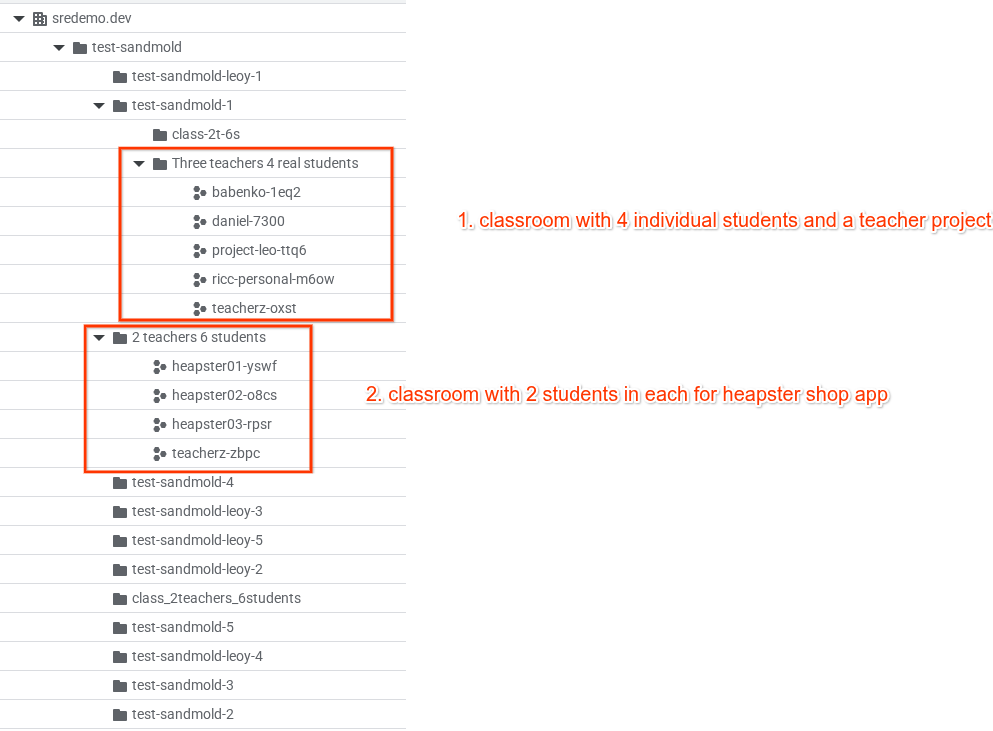 sredemo.dev
test-sandmold
test-sandmold-leoy-1
test-sandmold-1
class-2t-6s
Three teachers 4 real students
babenko-1eq2
daniel-7300
project-leo-ttq6
ricc-personal-m6ow
teacherz-oxst
1. classroom with 4 individual students and a teacher project
2 teachers 6 students
heapster01-yswf
heapster02-o8cs
heapster03-rpsr
teacherz-zbpc
2. classroom with 2 students in each for heapster shop app
test-sandmold-4
test-sandmold-leoy-3
test-sandmold-leoy-5
test-sandmold-leoy-2
class_2teachers_6students
test-sandmold-5
test-sandmold-leoy-4
test-sandmold-3
test-sandmold-2